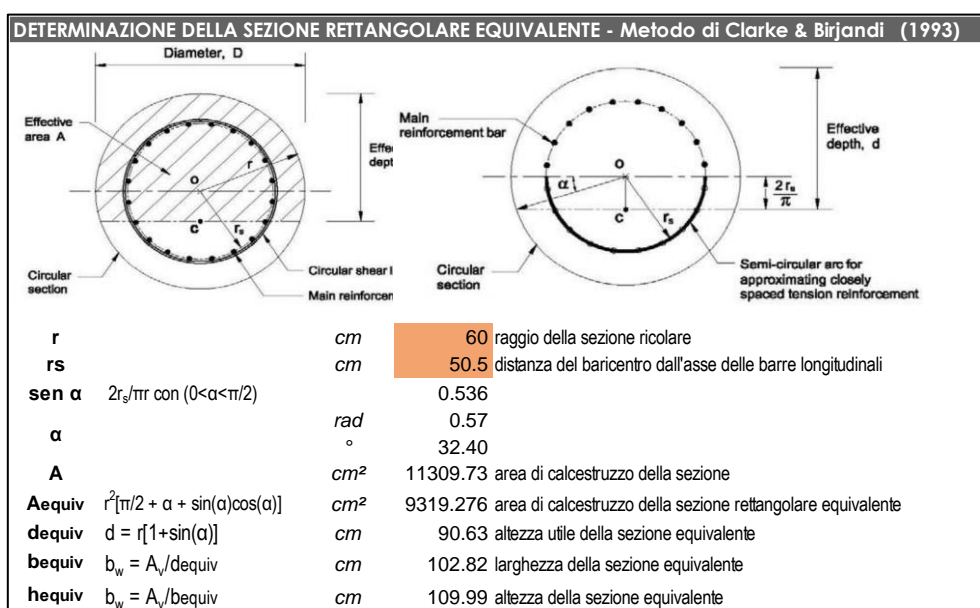 DETERMINAZIONE DELLA SEZIONE RETTANGOLARE EQUIVALENTE - Metodo di Clarke & Birjandi (1993)
Diameter, D
Effective
area A
Effe
dept
r
o
c
rₛ
Circular
section
Circular shear l
Main reinforcen
Main
reinforcement bar
Effective
depth, d
o
α
2 rₛ
π
c
rₛ
Circular
section
Semi-circular arc for
approximating closely
spaced tension reinforcement
r cm 60 raggio della sezione ricolare
rs cm 50.5 distanza del baricentro dall'asse delle barre longitudinali
sen α 2rₛ/πr con (0<α<π/2) 0.536
α rad 0.57
° 32.40
A cm² 11309.73 area di calcestruzzo della sezione
Aequiv r²[π/2 + α + sin(α)cos(α)] cm² 9319.276 area di calcestruzzo della sezione rettangolare equivalente
dequiv d = r[1+sin(α)] cm 90.63 altezza utile della sezione equivalente
bequiv b_w = Aᵥ/dequiv cm 102.82 larghezza della sezione equivalente
hequiv b_w = Aᵥ/bequiv cm 109.99 altezza della sezione equivalente